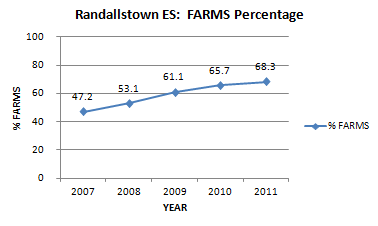 Randallstown ES:  FARMS Percentage
100
80
60
40
20
0
% FARMS
47.2
53.1
61.1
65.7
68.3
2007 2008 2009 2010 2011
YEAR
% FARMS